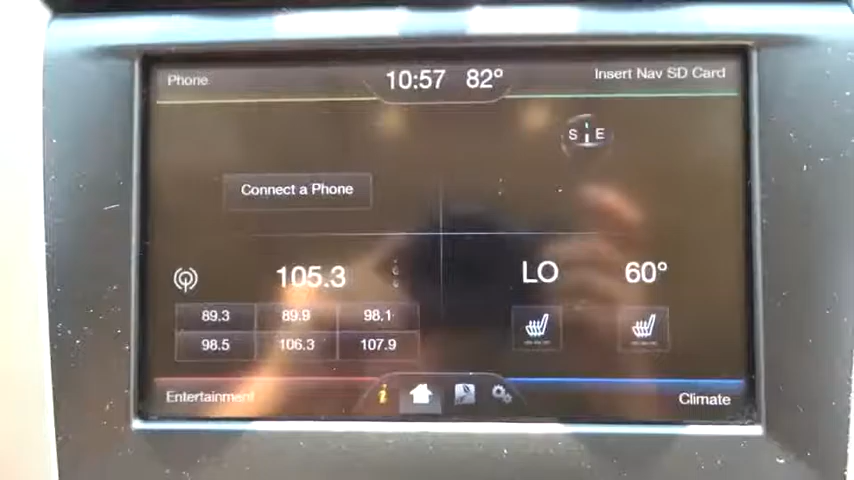 Phone
10:57 82°
Insert Nav SD Card
S E
Connect a Phone
105.3
LO
60°
89.3 89.9 98.1
98.5 106.3 107.9
Entertainment
i
Climate